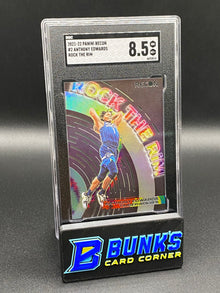 SGC
2021-22 PANINI RECON
#2 ANTHONY EDWARDS
ROCK THE RIM
8.5
RECON
ROCK THE RIM
BUNKS
CARD CORNER